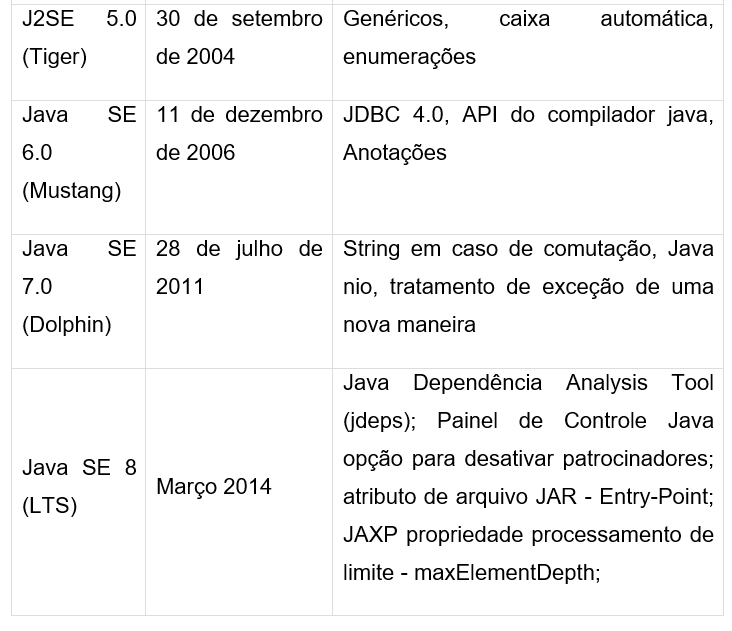 J2SE 5.0
(Tiger)
30 de setembro
de 2004
Genéricos, caixa automática,
enumerações
Java SE
6.0
(Mustang)
11 de dezembro
de 2006
JDBC 4.0, API do compilador java,
Anotações
Java SE
7.0
(Dolphin)
28 de julho de
2011
String em caso de comutação, Java
nio, tratamento de exceção de uma
nova maneira
Java SE 8
(LTS)
Março 2014
Java Dependência Analysis Tool
(jdeps); Painel de Controle Java
opção para desativar patrocinadores;
atributo de arquivo JAR - Entry-Point;
JAXP propriedade processamento de
limite - maxElementDepth;